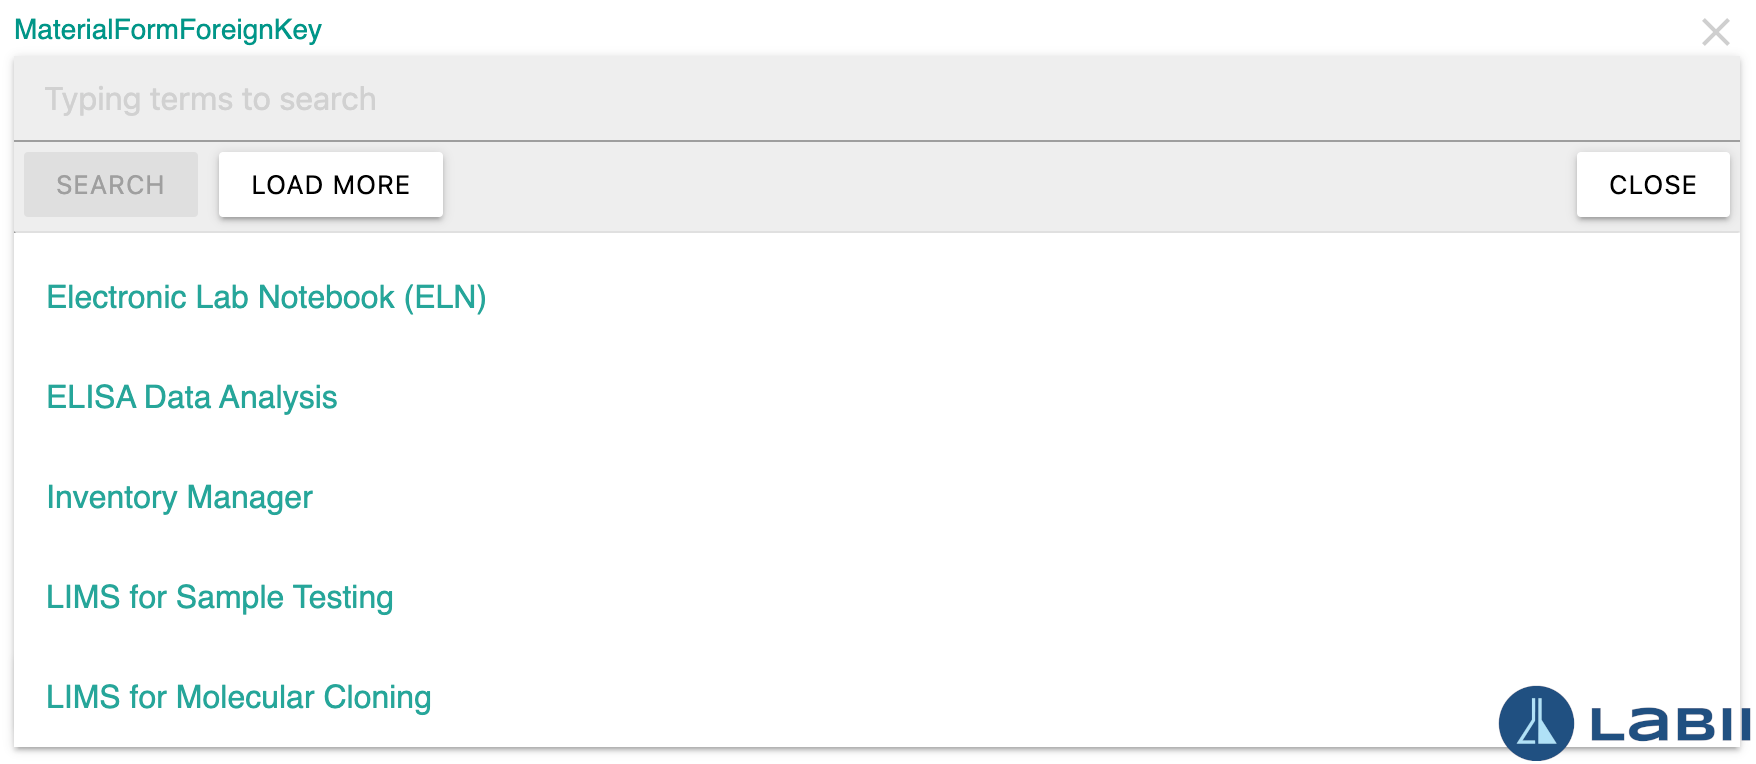 MaterialFormForeignKey
Typing terms to search
SEARCH LOAD MORE CLOSE
Electronic Lab Notebook (ELN)
ELISA Data Analysis
Inventory Manager
LIMS for Sample Testing
LIMS for Molecular Cloning
LaBII